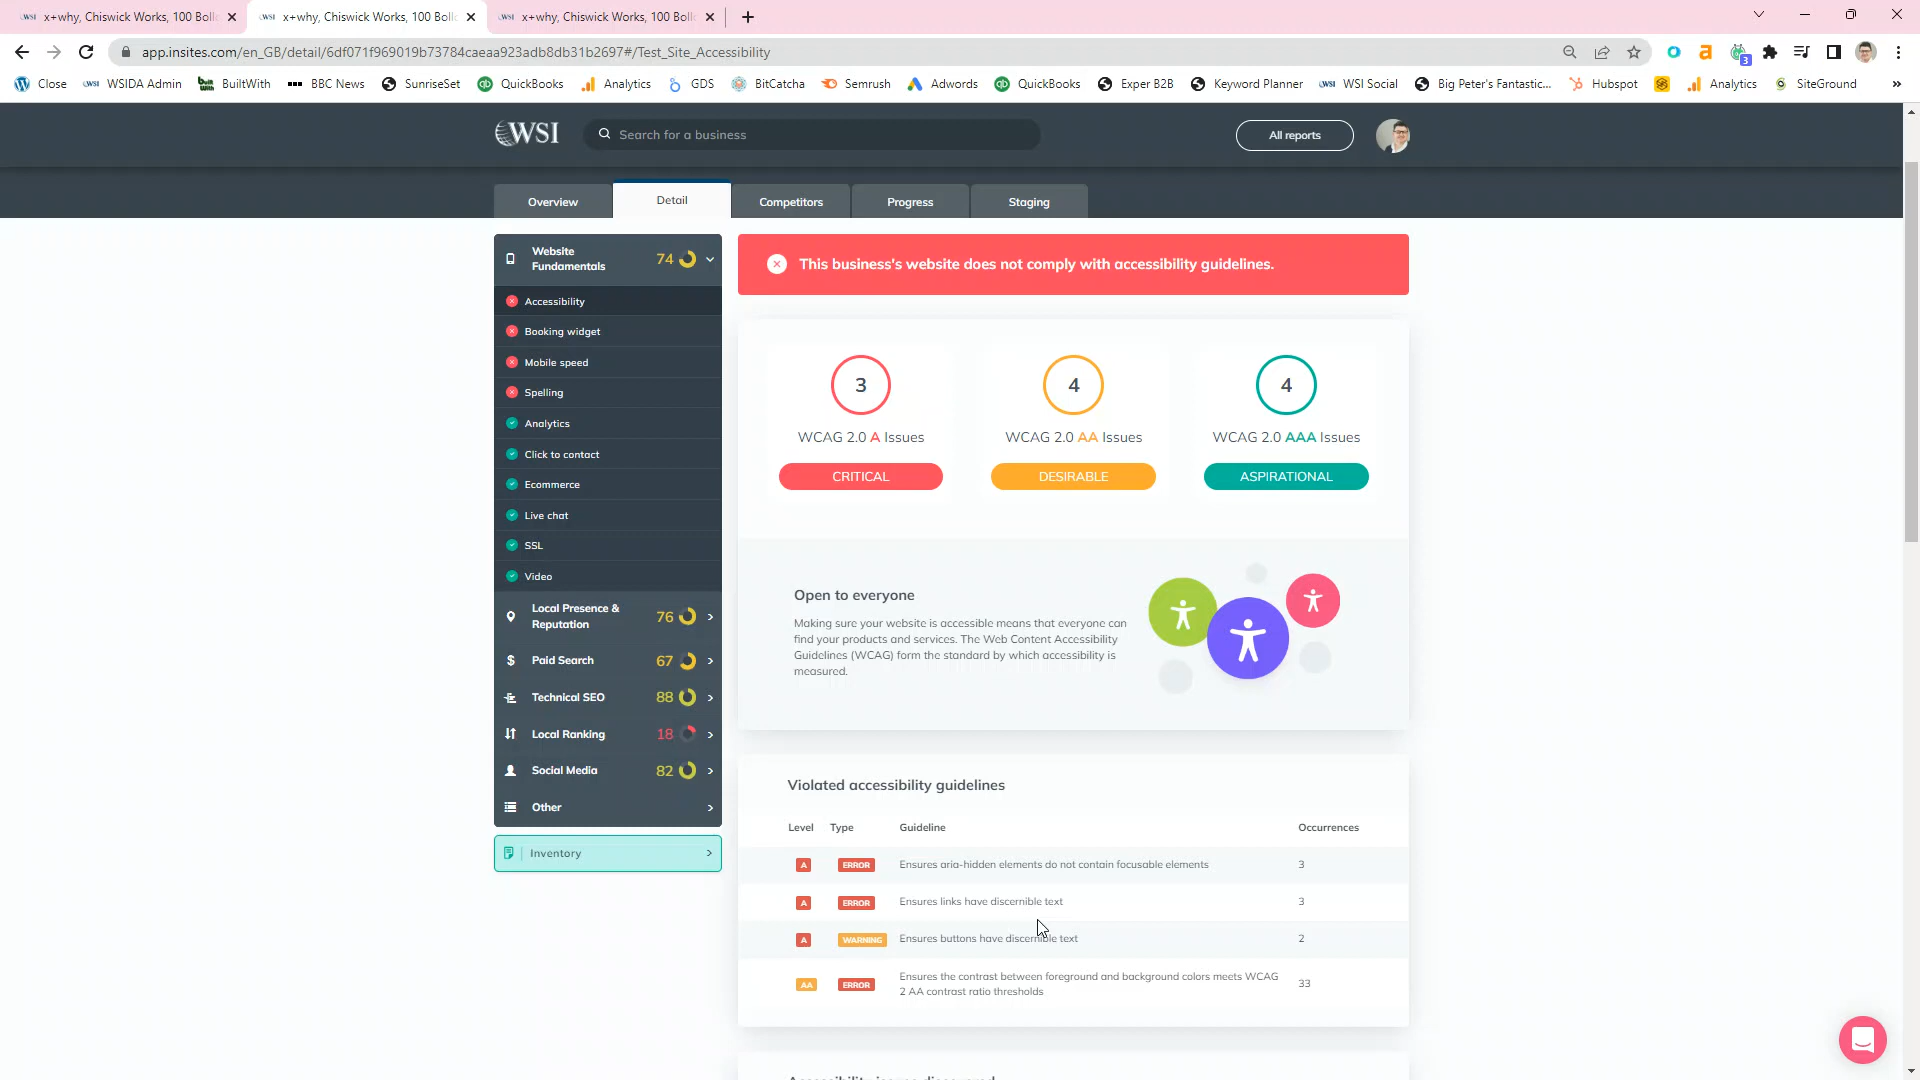 WSI x+why, Chiswick Works, 100 Boll
WSI x+why, Chiswick Works, 100 Boll
WSI x+why, Chiswick Works, 100 Boll
app.insites.com/en_GB/detail/6df071f969019b73784caeaa923adb8db31b2697#/Test_Site_Accessibility
3
Close
WSI WSIDA Admin
BuiltWith
BBC News
SunriseSet
QuickBooks
Analytics
GDS
BitCatcha
Semrush
Adwords
QuickBooks
Exper B2B
Keyword Planner
WSI WSI Social
Big Peter's Fantastic...
Hubspot
Analytics
SiteGround
WSI
Search for a business
All reports
Overview
Detail
Competitors
Progress
Staging
Website
Fundamentals
74
Accessibility
Booking widget
Mobile speed
Spelling
Analytics
Click to contact
Ecommerce
Live chat
SSL
Video
Local Presence &
Reputation
76
Paid Search 67
Technical SEO 88
Local Ranking 18
Social Media 82
Other
Inventory
This business's website does not comply with accessibility guidelines.
3
WCAG 2.0 A Issues
CRITICAL
4
WCAG 2.0 AA Issues
DESIRABLE
4
WCAG 2.0 AAA Issues
ASPIRATIONAL
Open to everyone
Making sure your website is accessible means that everyone can
find your products and services. The Web Content Accessibility
Guidelines (WCAG) form the standard by which accessibility is
measured.
Violated accessibility guidelines
Level Type Guideline Occurrences
A ERROR Ensures aria-hidden elements do not contain focusable elements 3
A ERROR Ensures links have discernible text 3
A WARNING Ensures buttons have discernible text 2
AA ERROR Ensures the contrast between foreground and background colors meets WCAG
2 AA contrast ratio thresholds 33